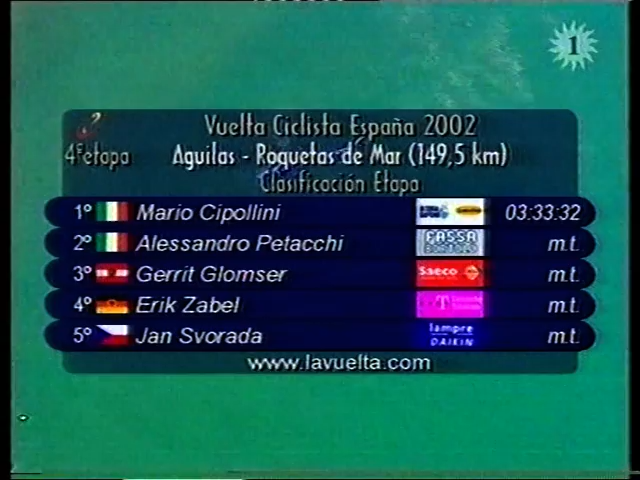 1
Vuelta Ciclista España 2002
4ªetapa
Aguilas - Roquetas de Mar (149,5 km)
Clasificación Etapa
1º Mario Cipollini 03:33:32
2º Alessandro Petacchi FASSA BORTOLO m.t.
3º Gerrit Glomser Saeco m.t.
4º Erik Zabel T m.t.
5º Jan Svorada lampre DAIKIN m.t.
www.lavuelta.com